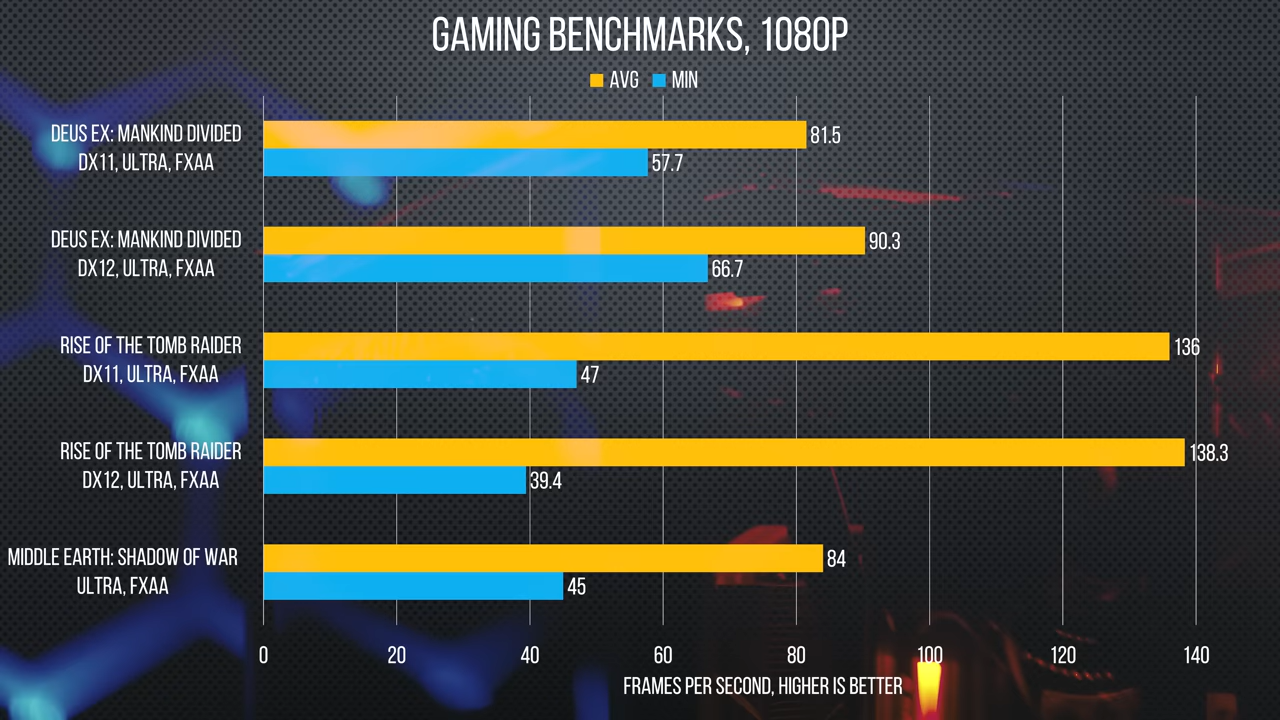 GAMING BENCHMARKS, 1080P
AVG MIN
DEUS EX: MANKIND DIVIDED
DX11, ULTRA, FXAA
81.5
57.7
DEUS EX: MANKIND DIVIDED
DX12, ULTRA, FXAA
90.3
66.7
RISE OF THE TOMB RAIDER
DX11, ULTRA, FXAA
136
47
RISE OF THE TOMB RAIDER
DX12, ULTRA, FXAA
138.3
39.4
MIDDLE EARTH: SHADOW OF WAR
ULTRA, FXAA
84
45
0 20 40 60 80 100 120 140
FRAMES PER SECOND, HIGHER IS BETTER